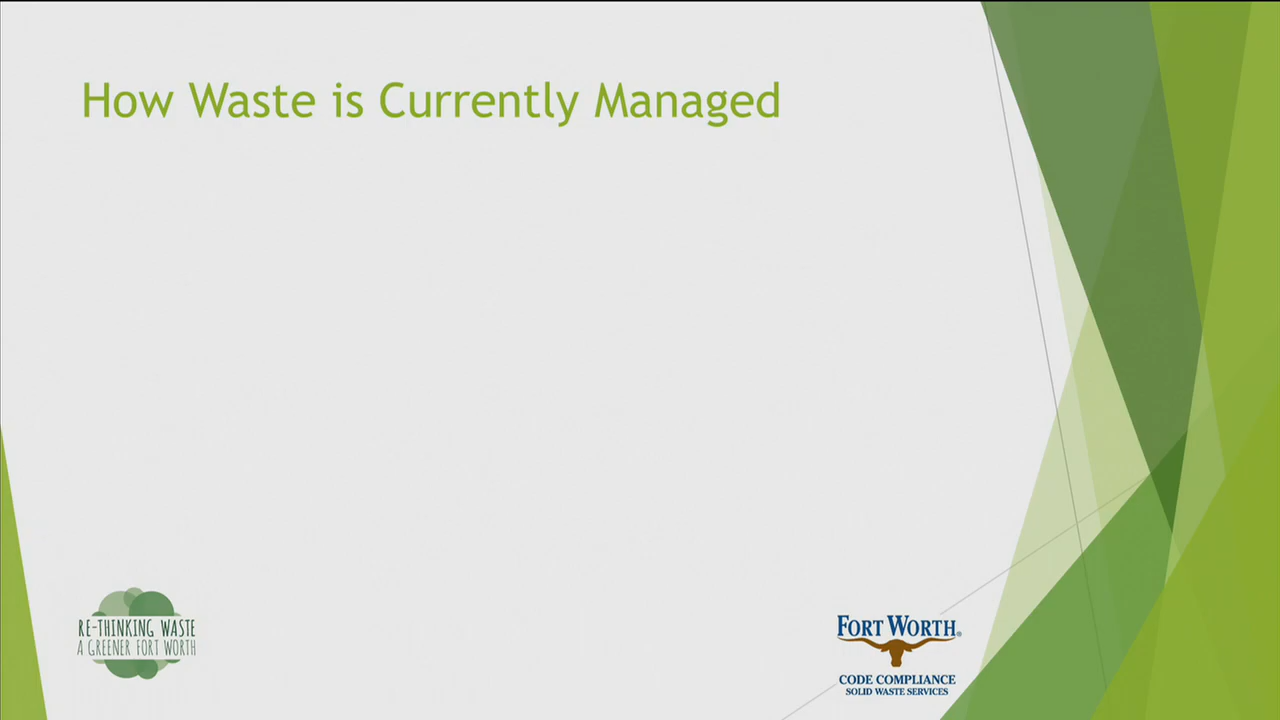 How Waste is Currently Managed
RE-THINKING WASTE
A GREENER FORT WORTH
FORT WORTH®
CODE COMPLIANCE
SOLID WASTE SERVICES